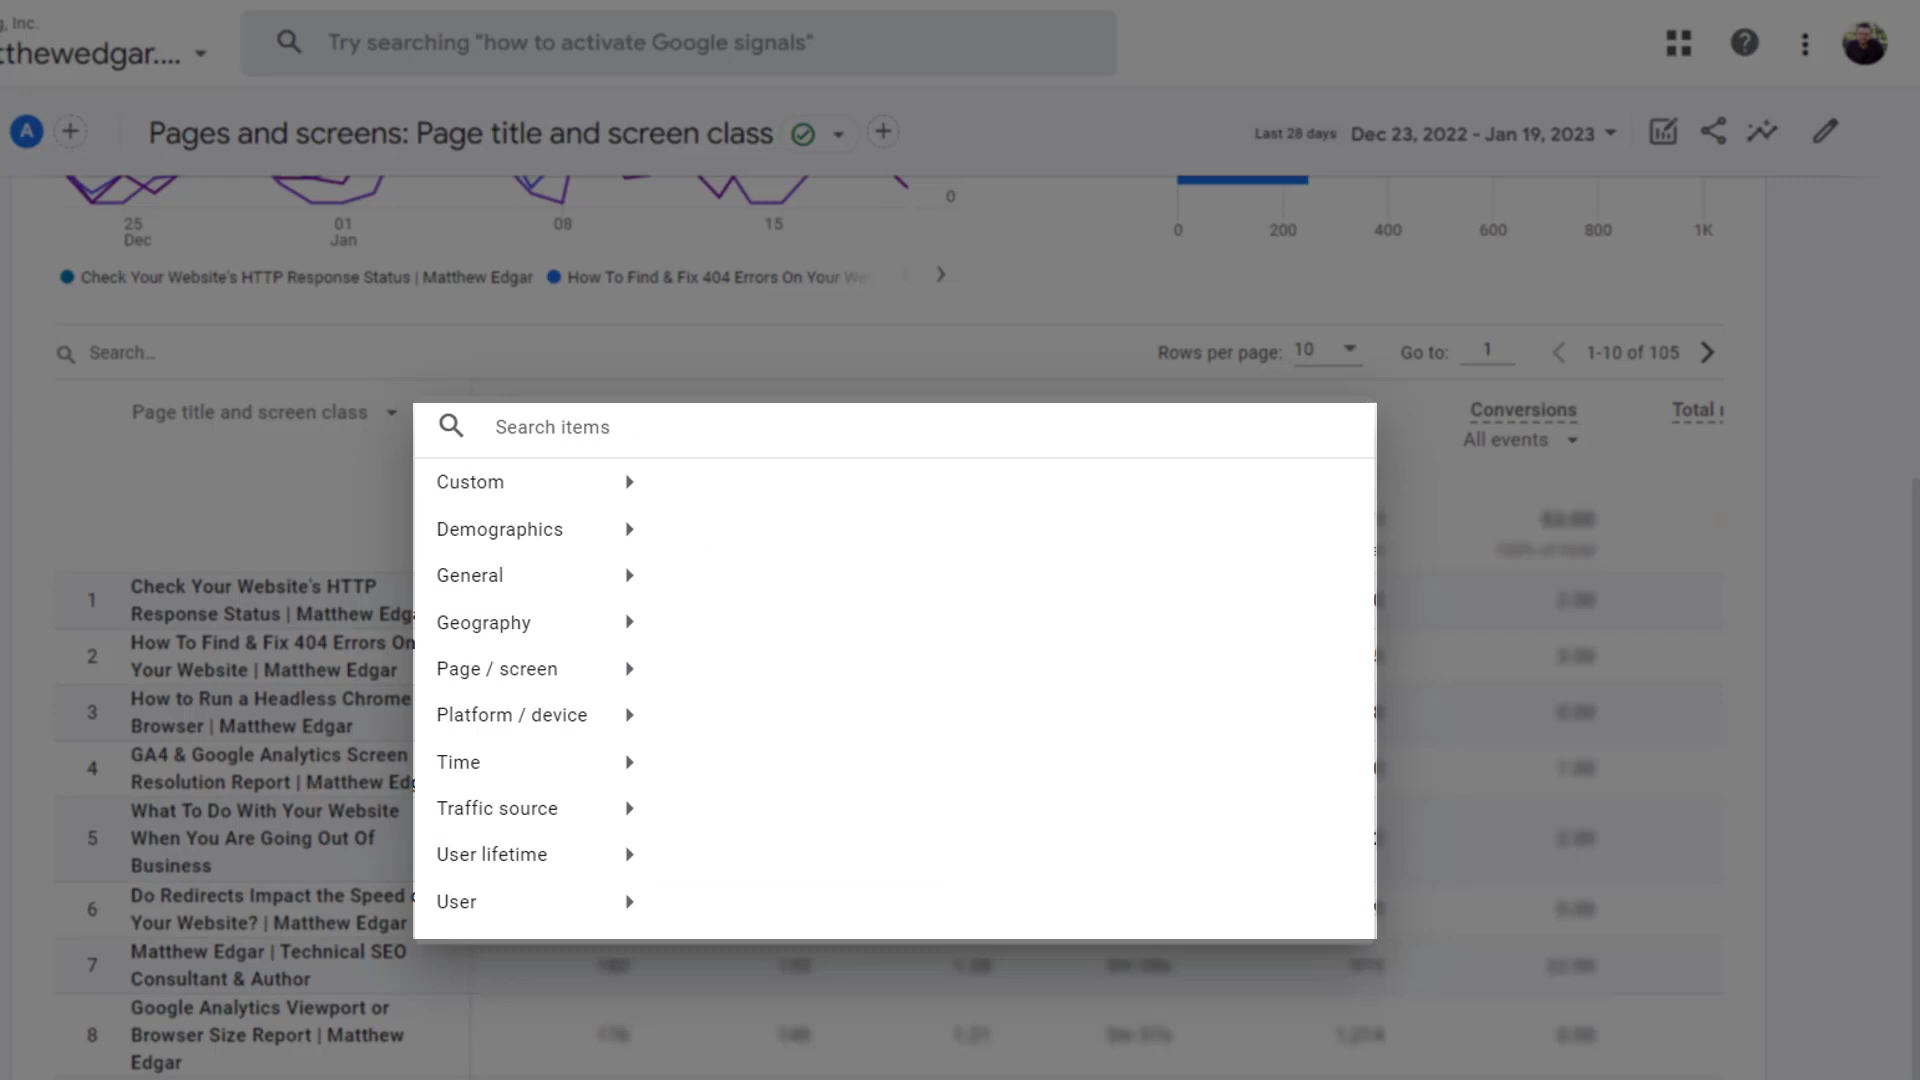 g, Inc.
tthewedgar....
Try searching "how to activate Google signals"
A
Pages and screens: Page title and screen class
Last 28 days Dec 23, 2022 - Jan 19, 2023
0
25
Dec
01
Jan
08
15
0
200
400
600
800
1K
Check Your Website's HTTP Response Status | Matthew Edgar
How To Find & Fix 404 Errors On Your We
Search...
Rows per page: 10
Go to: 1
1-10 of 105
Page title and screen class
Conversions
All events
Total
Search items
Custom
Demographics
General
Geography
Page / screen
Platform / device
Time
Traffic source
User lifetime
User
1
Check Your Website's HTTP
Response Status | Matthew Edga
2
How To Find & Fix 404 Errors On
Your Website | Matthew Edgar
3
How to Run a Headless Chrome
Browser | Matthew Edgar
4
GA4 & Google Analytics Screen
Resolution Report | Matthew Edg
5
What To Do With Your Website
When You Are Going Out Of
Business
6
Do Redirects Impact the Speed
Your Website? | Matthew Edgar
7
Matthew Edgar | Technical SEO
Consultant & Author
8
Google Analytics Viewport or
Browser Size Report | Matthew
Edgar